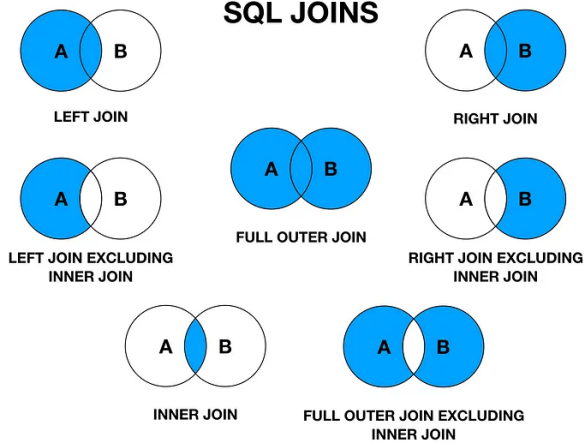 SQL JOINS
A B
LEFT JOIN
A B
RIGHT JOIN
A B
FULL OUTER JOIN
A B
LEFT JOIN EXCLUDING
INNER JOIN
A B
RIGHT JOIN EXCLUDING
INNER JOIN
A B
INNER JOIN
A B
FULL OUTER JOIN EXCLUDING
INNER JOIN